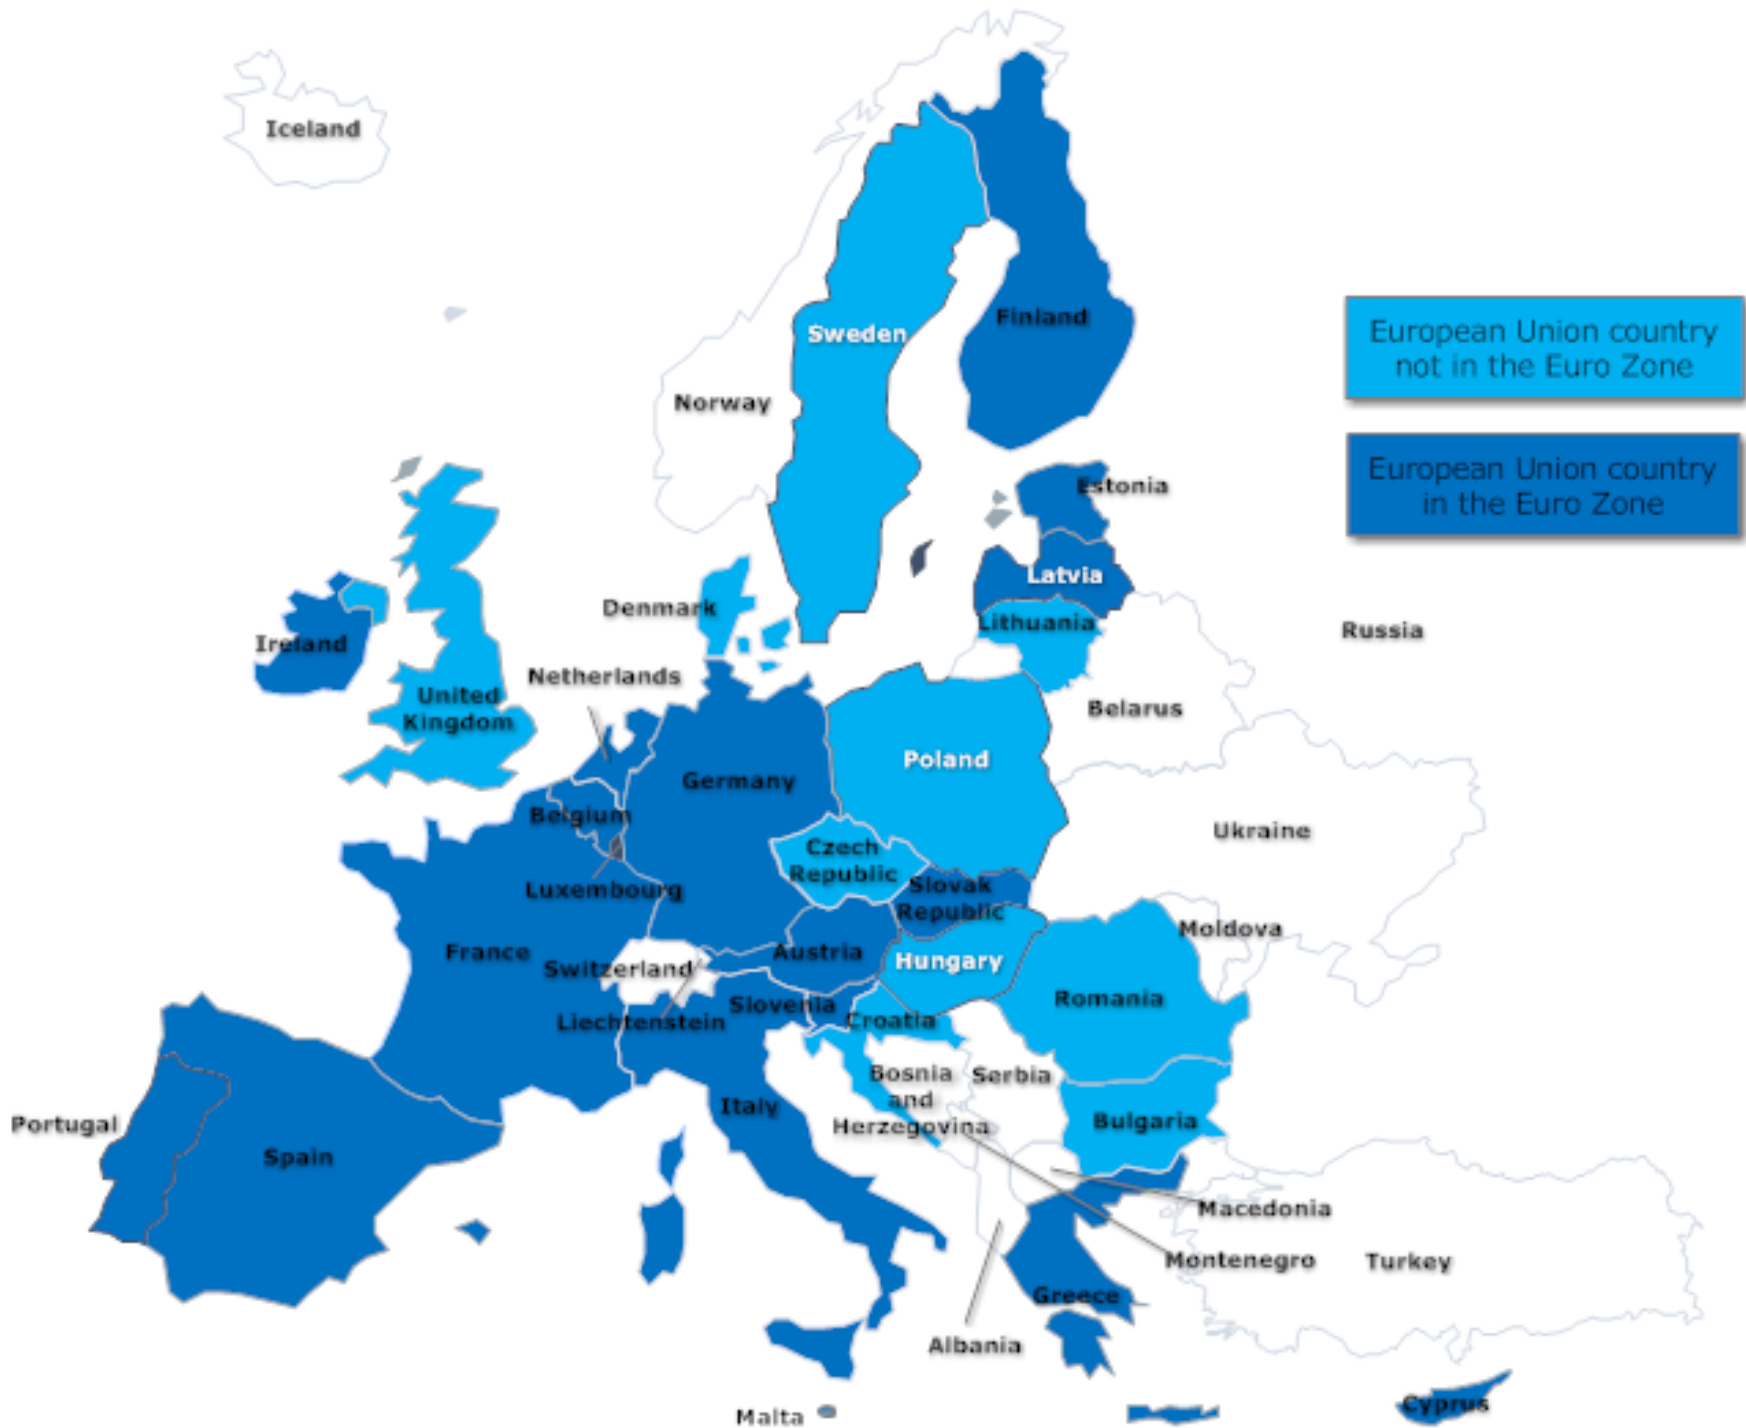 Iceland
Sweden
Finland
European Union country
not in the Euro Zone
Norway
European Union country
in the Euro Zone
Estonia
Latvia
Denmark
Lithuania
Russia
Ireland
Netherlands
United
Kingdom
Belarus
Poland
Germany
Belgium
Ukraine
Czech
Republic
Luxembourg
Slovak
Republic
Moldova
France
Austria
Switzerland
Hungary
Romania
Slovenia
Liechtenstein
Croatia
Bosnia
and
Herzegovina
Serbia
Italy
Portugal
Bulgaria
Spain
Macedonia
Montenegro
Turkey
Greece
Albania
Cyprus
Malta